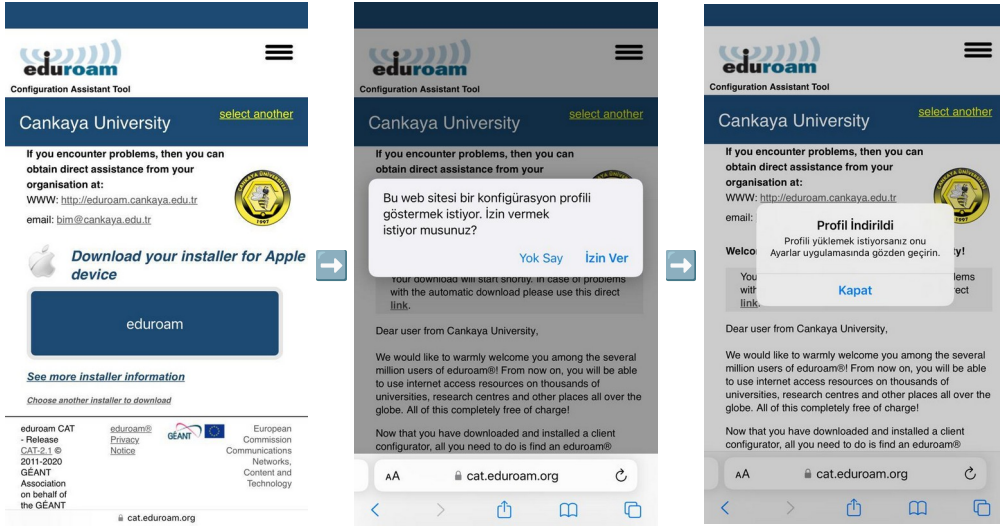 eduroam
Configuration Assistant Tool
Cankaya University
select another
If you encounter problems, then you can
obtain direct assistance from your
organisation at:
WWW: http://eduroam.cankaya.edu.tr
email: bim@cankaya.edu.tr
Download your installer for Apple
device
eduroam
See more installer information
Choose another installer to download
eduroam CAT
- Release
CAT-2.1 ©
2011-2020
GÉANT
Association
on behalf of
the GÉANT
eduroam®
Privacy
Notice
GÉANT
European
Commission
Communications
Networks,
Content and
Technology
cat.eduroam.org
eduroam
Configuration Assistant Tool
Cankaya University
select another
If you encounter problems, then you can
obtain direct assistance from your
Bu web sitesi bir konfigürasyon profili
göstermek istiyor. İzin vermek
istiyor musunuz?
Yok Say
İzin Ver
Your download will start shortly. In case of problems
with the automatic download please use this direct
link.
Dear user from Cankaya University,
We would like to warmly welcome you among the several
million users of eduroam®! From now on, you will be able
to use internet access resources on thousands of
universities, research centres and other places all over the
globe. All of this completely free of charge!
Now that you have downloaded and installed a client
configurator, all you need to do is find an eduroam®
AA
cat.eduroam.org
eduroam
Configuration Assistant Tool
Cankaya University
select another
If you encounter problems, then you can
obtain direct assistance from your
organisation at:
WWW: http://eduroam.cankaya.edu.tr
email:
1997
Profil İndirildi
Profili yüklemek istiyorsanız onu
Ayarlar uygulamasında gözden geçirin.
Kapat
Welco
y!
You
lems
with
rect
link.
Dear user from Cankaya University,
We would like to warmly welcome you among the several
million users of eduroam®! From now on, you will be able
to use internet access resources on thousands of
universities, research centres and other places all over the
globe. All of this completely free of charge!
Now that you have downloaded and installed a client
configurator, all you need to do is find an eduroam®
AA
cat.eduroam.org